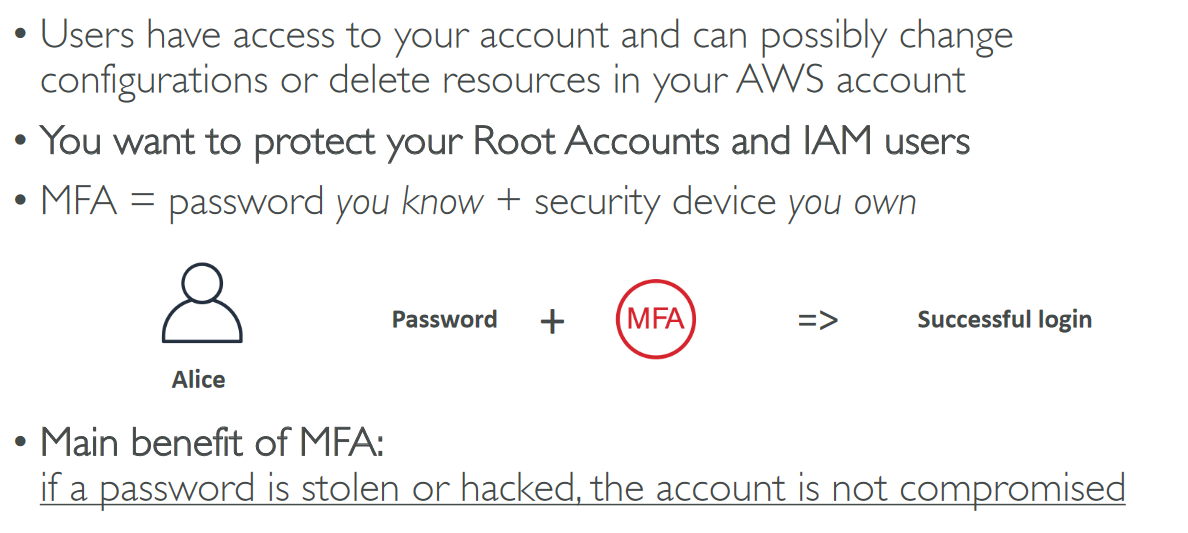 • Users have access to your account and can possibly change
configurations or delete resources in your AWS account
• You want to protect your Root Accounts and IAM users
• MFA = password you know + security device you own
Password + MFA => Successful login
Alice
• Main benefit of MFA:
if a password is stolen or hacked, the account is not compromised